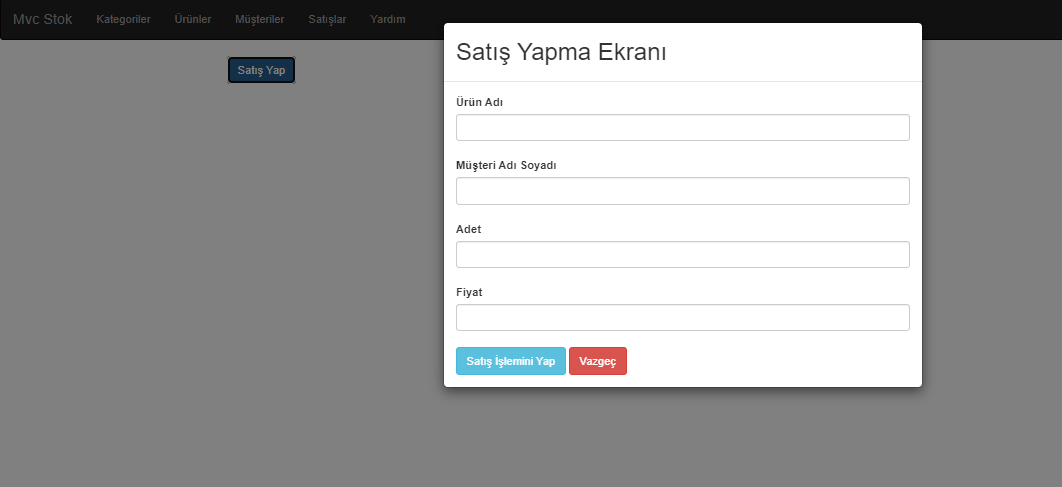 Mvc Stok Kategoriler Ürünler Müşteriler Satışlar Yardım
Satış Yap
Satış Yapma Ekranı
Ürün Adı
Müşteri Adı Soyadı
Adet
Fiyat
Satış İşlemini Yap Vazgeç